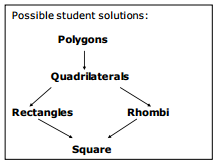 Possible student solutions:
Polygons
Quadrilaterals
Rectangles Rhombi
Square